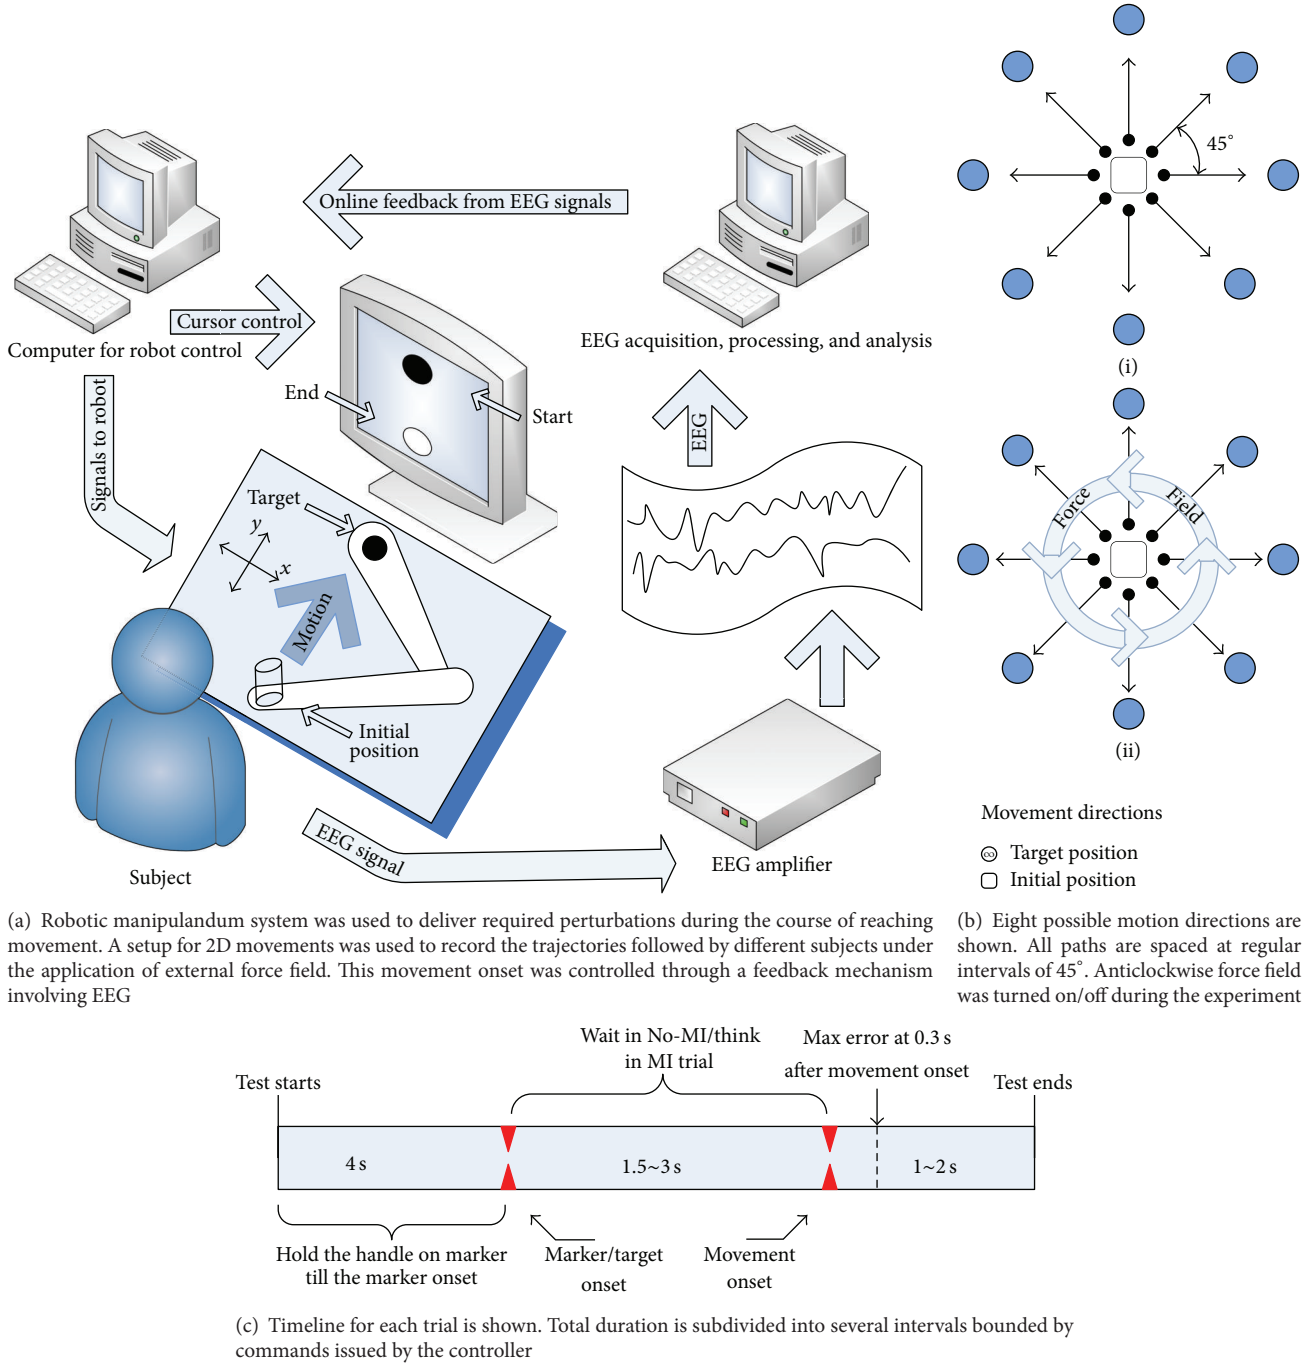 45°
Online feedback from EEG signals
Cursor control
Computer for robot control
EEG acquisition, processing, and analysis
(i)
End
Start
Signals to robot
EEG
Target
y
x
Motion
Force
Field
Initial
position
(ii)
Movement directions
∞ Target position
Initial position
EEG signal
EEG amplifier
Subject
(a) Robotic manipulandum system was used to deliver required perturbations during the course of reaching
movement. A setup for 2D movements was used to record the trajectories followed by different subjects under
the application of external force field. This movement onset was controlled through a feedback mechanism
involving EEG
(b) Eight possible motion directions are
shown. All paths are spaced at regular
intervals of 45°. Anticlockwise force field
was turned on/off during the experiment
Wait in No-MI/think
in MI trial
Max error at 0.3 s
after movement onset
Test starts
Test ends
4 s
1.5~3 s
1~2 s
Hold the handle on marker
till the marker onset
Marker/target
onset
Movement
onset
(c) Timeline for each trial is shown. Total duration is subdivided into several intervals bounded by
commands issued by the controller